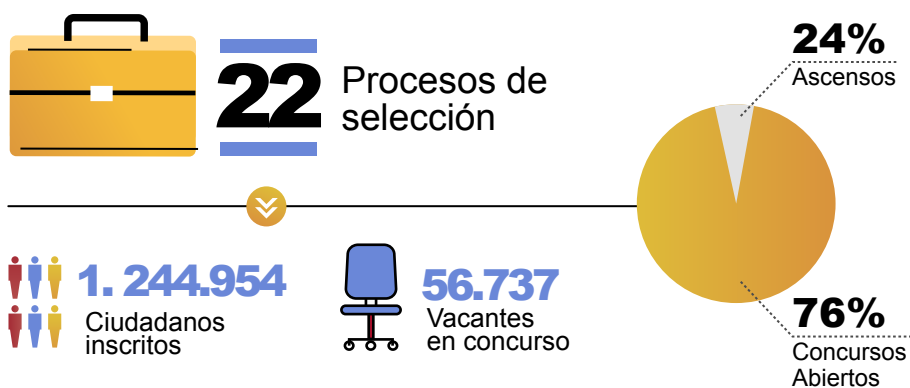 22
Procesos de
selección
24%
Ascensos
1. 244.954
Ciudadanos
inscritos
56.737
Vacantes
en concurso
76%
Concursos
Abiertos